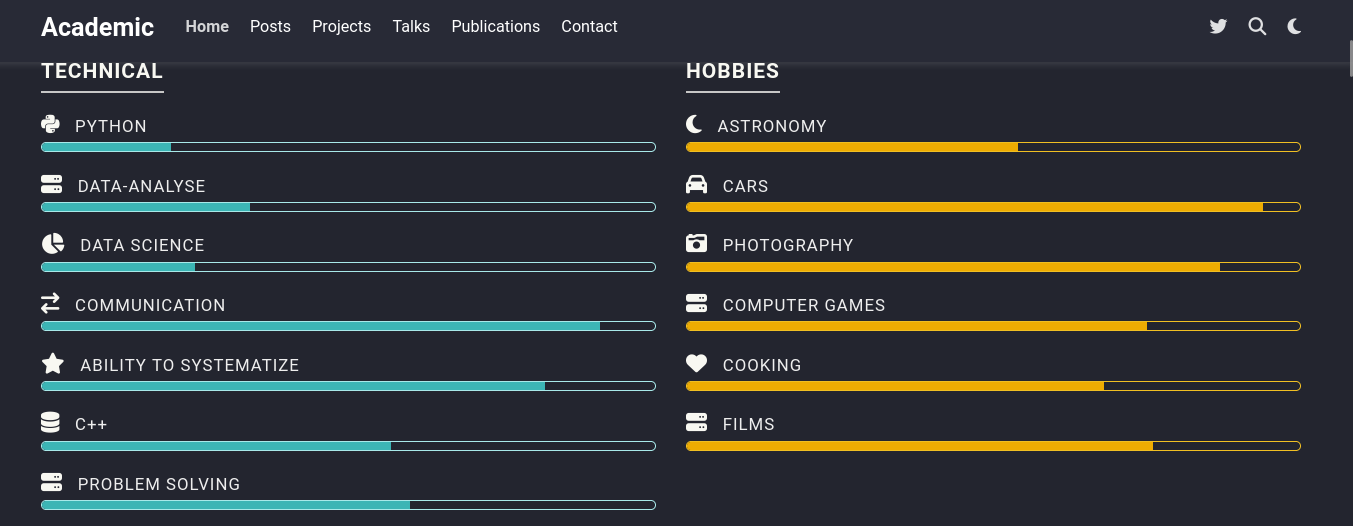 Academic Home Posts Projects Talks Publications Contact
TECHNICAL
PYTHON
DATA-ANALYSE
DATA SCIENCE
COMMUNICATION
ABILITY TO SYSTEMATIZE
C++
PROBLEM SOLVING
HOBBIES
ASTRONOMY
CARS
PHOTOGRAPHY
COMPUTER GAMES
COOKING
FILMS